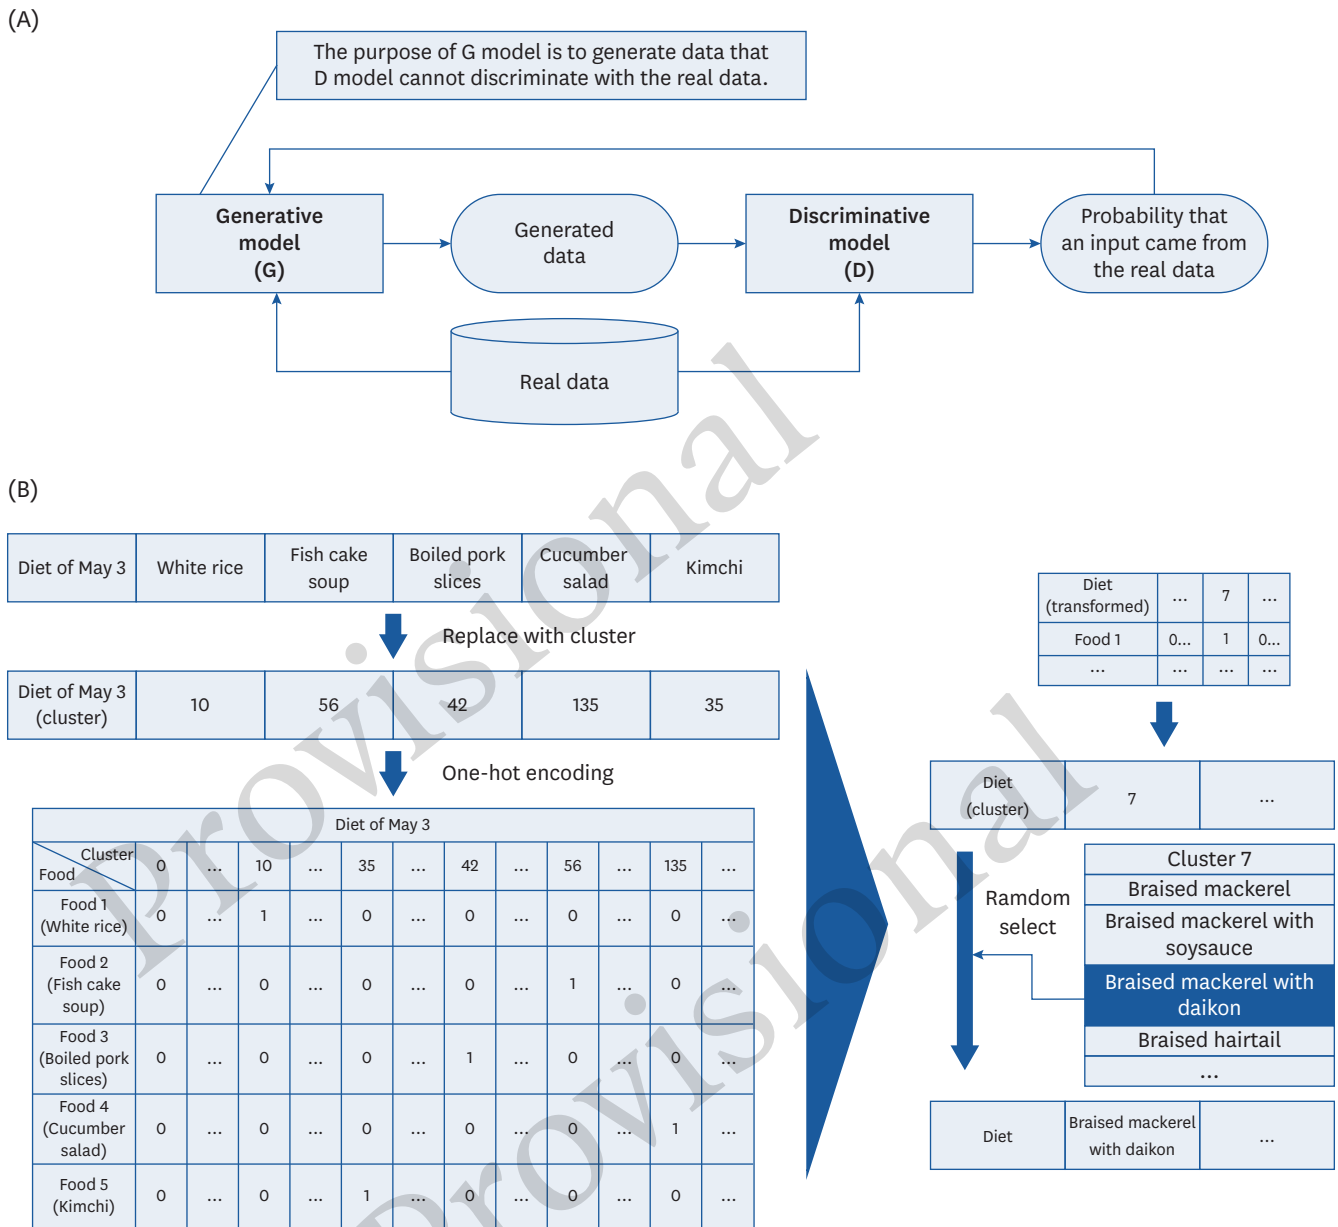 (A)
The purpose of G model is to generate data that
D model cannot discriminate with the real data.
Generative
model
(G)
Generated
data
Discriminative
model
(D)
Probability that
an input came from
the real data
Real data
(B)
Diet of May 3 White rice Fish cake soup Boiled pork slices Cucumber salad Kimchi
Replace with cluster
Diet of May 3 (cluster) 10 56 42 135 35
One-hot encoding
Diet of May 3
Cluster
Food 0 ... 10 ... 35 ... 42 ... 56 ... 135 ...
Food 1 (White rice) 0 ... 1 ... 0 ... 0 ... 0 ... 0 ...
Food 2 (Fish cake soup) 0 ... 0 ... 0 ... 0 ... 1 ... 0 ...
Food 3 (Boiled pork slices) 0 ... 0 ... 0 ... 1 ... 0 ... 0 ...
Food 4 (Cucumber salad) 0 ... 0 ... 0 ... 0 ... 0 ... 1 ...
Food 5 (Kimchi) 0 ... 0 ... 1 ... 0 ... 0 ... 0 ...
Diet (transformed) ... 7 ...
Food 1 0... 1 0...
... ... ... ...
Diet (cluster) 7 ...
Ramdom
select
Cluster 7
Braised mackerel
Braised mackerel with
soysauce
Braised mackerel with
daikon
Braised hairtail
...
Diet Braised mackerel with daikon ...
Provisional
Provisional